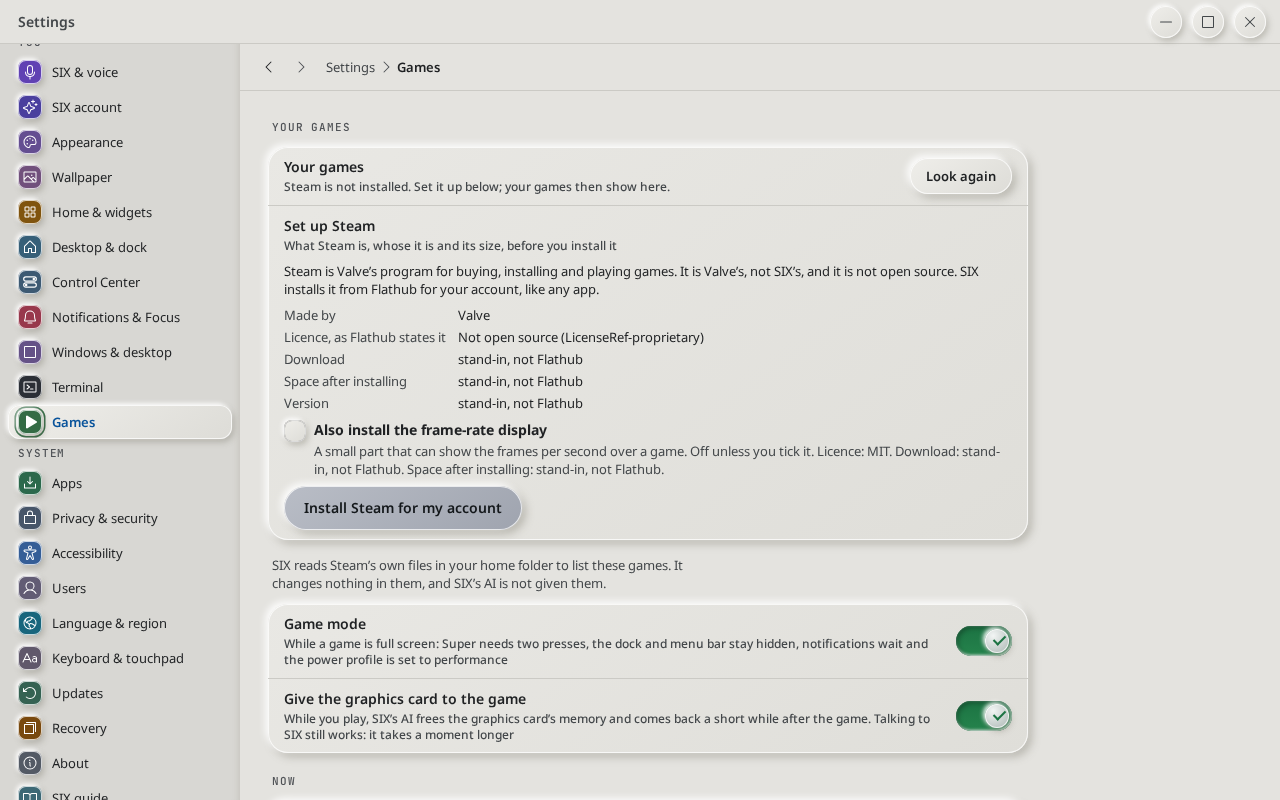 Settings
SIX & voice
SIX account
Appearance
Wallpaper
Home & widgets
Desktop & dock
Control Center
Notifications & Focus
Windows & desktop
Terminal
Games
SYSTEM
Apps
Privacy & security
Accessibility
Users
Language & region
Keyboard & touchpad
Updates
Recovery
About
SIX guide
Settings > Games
YOUR GAMES
Your games
Steam is not installed. Set it up below; your games then show here.
Look again
Set up Steam
What Steam is, whose it is and its size, before you install it
Steam is Valve’s program for buying, installing and playing games. It is Valve’s, not SIX’s, and it is not open source. SIX
installs it from Flathub for your account, like any app.
Made by Valve
Licence, as Flathub states it Not open source (LicenseRef-proprietary)
Download stand-in, not Flathub
Space after installing stand-in, not Flathub
Version stand-in, not Flathub
Also install the frame-rate display
A small part that can show the frames per second over a game. Off unless you tick it. Licence: MIT. Download: stand-
in, not Flathub. Space after installing: stand-in, not Flathub.
Install Steam for my account
SIX reads Steam’s own files in your home folder to list these games. It
changes nothing in them, and SIX’s AI is not given them.
Game mode
While a game is full screen: Super needs two presses, the dock and menu bar stay hidden, notifications wait and
the power profile is set to performance
Give the graphics card to the game
While you play, SIX’s AI frees the graphics card’s memory and comes back a short while after the game. Talking to
SIX still works: it takes a moment longer
NOW